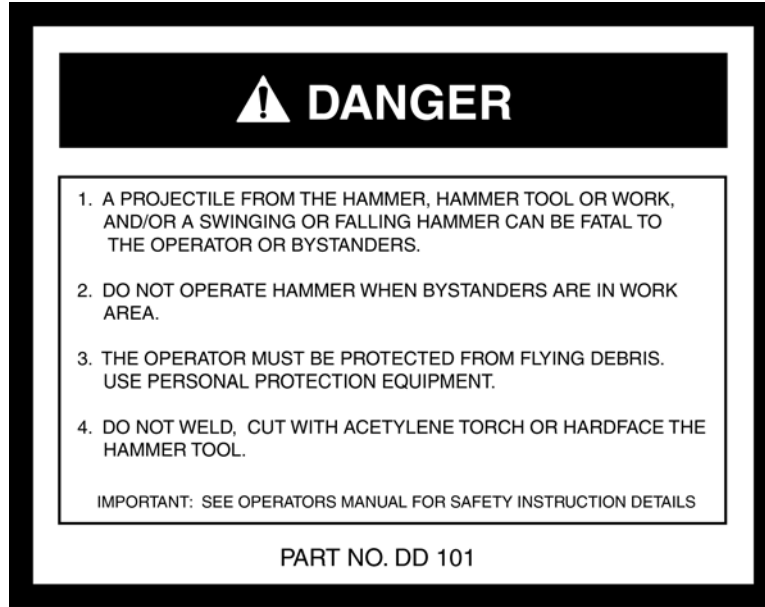 DANGER
1. A PROJECTILE FROM THE HAMMER, HAMMER TOOL OR WORK,
AND/OR A SWINGING OR FALLING HAMMER CAN BE FATAL TO
THE OPERATOR OR BYSTANDERS.
2. DO NOT OPERATE HAMMER WHEN BYSTANDERS ARE IN WORK
AREA.
3. THE OPERATOR MUST BE PROTECTED FROM FLYING DEBRIS.
USE PERSONAL PROTECTION EQUIPMENT.
4. DO NOT WELD, CUT WITH ACETYLENE TORCH OR HARDFACE THE
HAMMER TOOL.
IMPORTANT: SEE OPERATORS MANUAL FOR SAFETY INSTRUCTION DETAILS
PART NO. DD 101